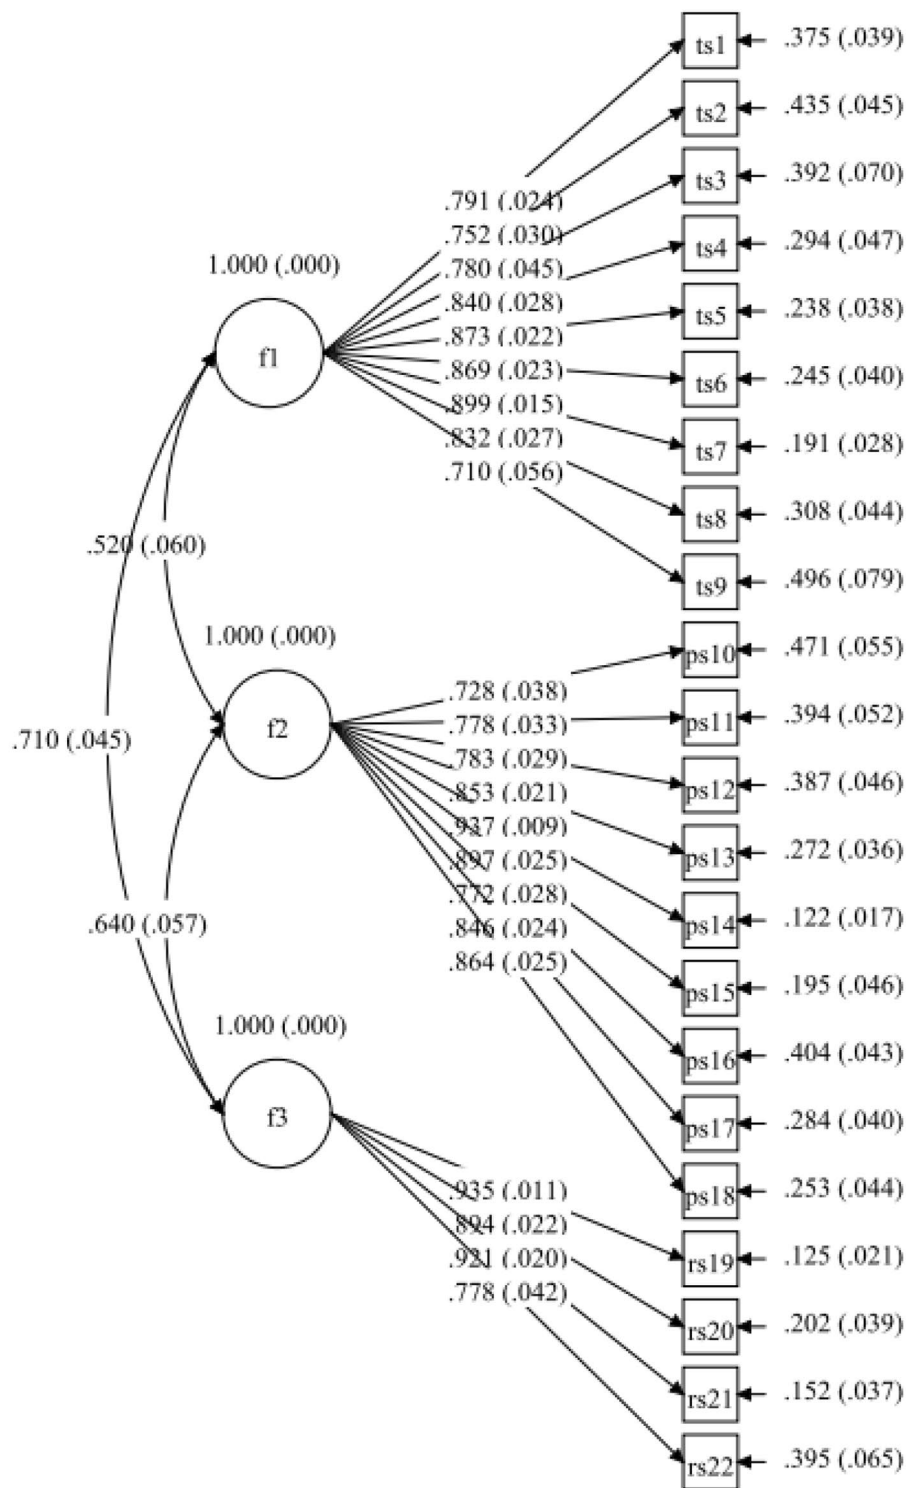 ts1 .375 (.039)
ts2 .435 (.045)
ts3 .392 (.070)
.791 (.024)
.752 (.030)
ts4 .294 (.047)
1.000 (.000)
.780 (.045)
.840 (.028)
ts5 .238 (.038)
.873 (.022)
f1
.869 (.023)
ts6 .245 (.040)
.899 (.015)
.832 (.027)
ts7 .191 (.028)
.710 (.056)
ts8 .308 (.044)
.520 (.060)
ts9 .496 (.079)
1.000 (.000)
ps10 .471 (.055)
.728 (.038)
f2
.778 (.033)
ps11 .394 (.052)
.710 (.045)
.783 (.029)
ps12 .387 (.046)
.853 (.021)
.937 (.009)
ps13 .272 (.036)
.897 (.025)
.772 (.028)
ps14 .122 (.017)
.640 (.057)
.846 (.024)
.864 (.025)
ps15 .195 (.046)
1.000 (.000)
ps16 .404 (.043)
f3
ps17 .284 (.040)
.935 (.011)
ps18 .253 (.044)
.894 (.022)
.921 (.020)
rs19 .125 (.021)
.778 (.042)
rs20 .202 (.039)
rs21 .152 (.037)
rs22 .395 (.065)